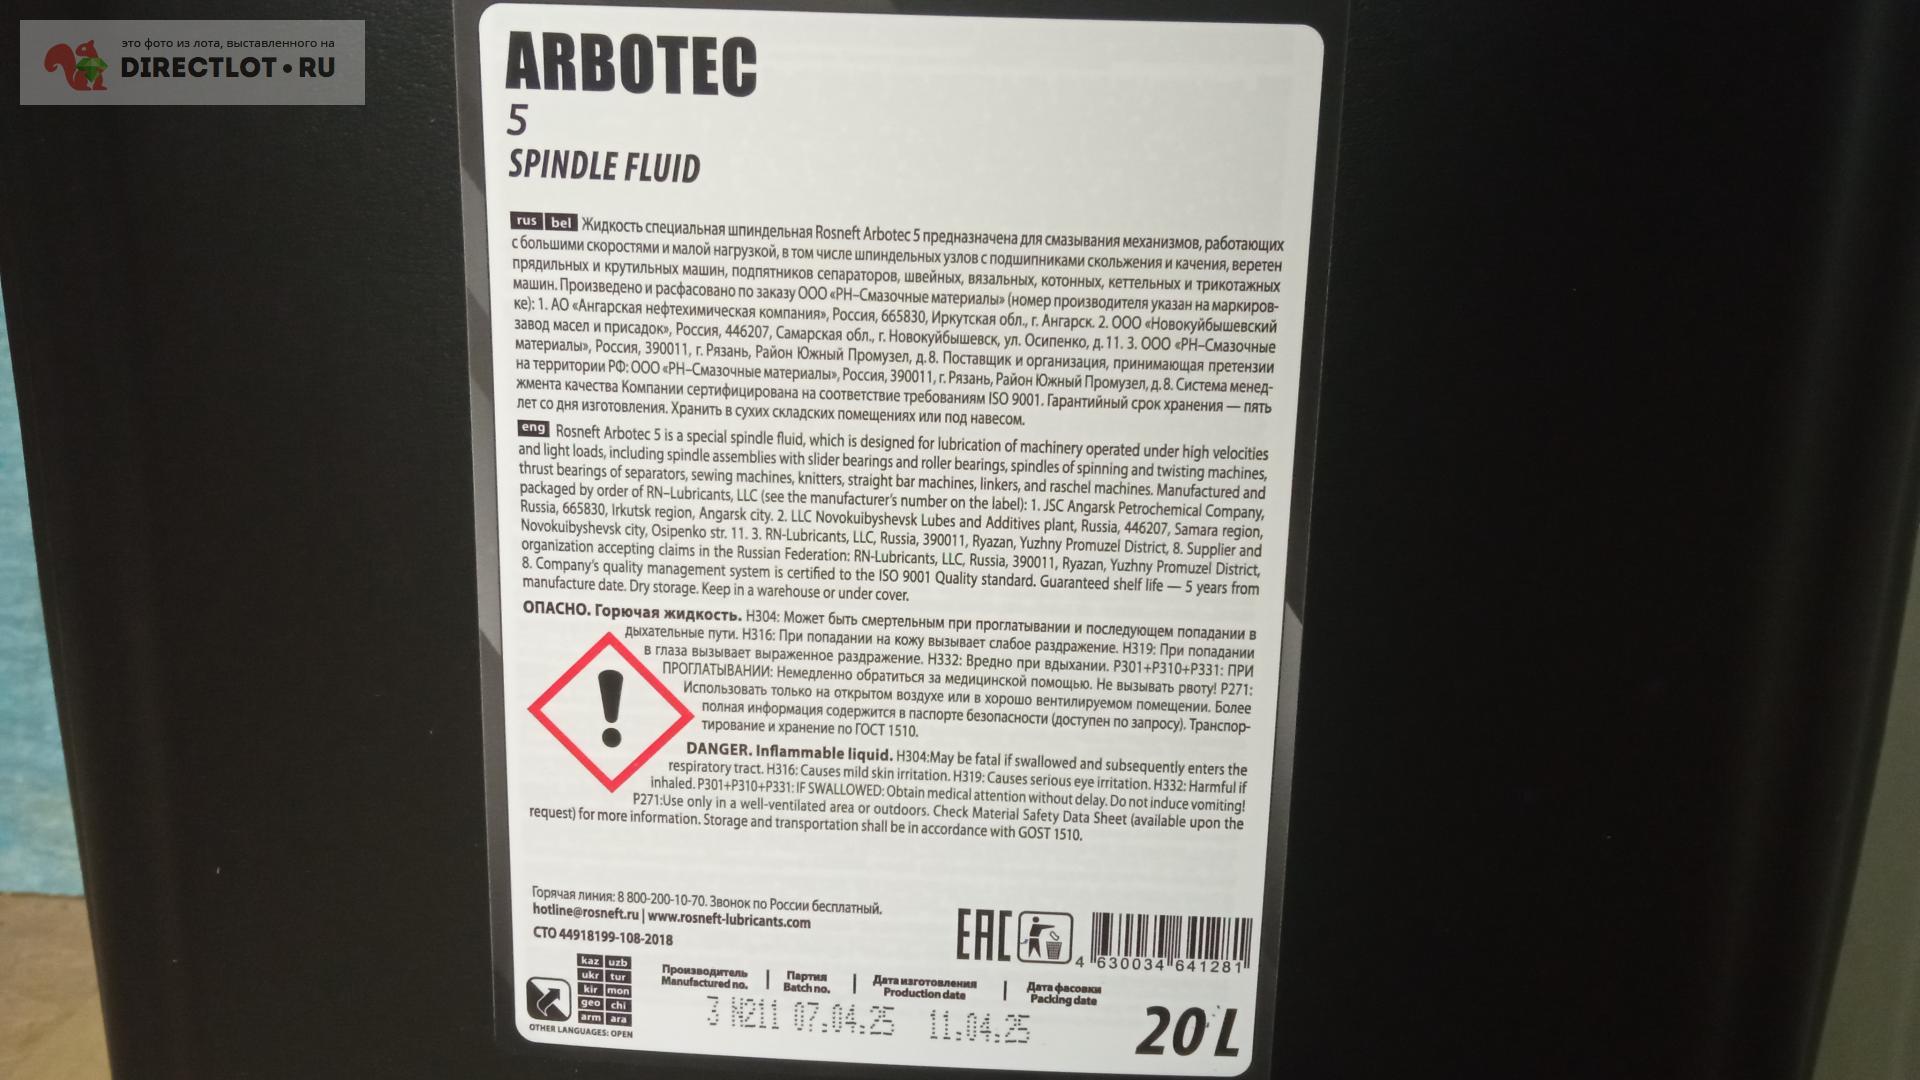 это фото из лота, выставленного на
DIRECTLOT•RU
ARBOTEC
5
SPINDLE FLUID
rus bel Жидкость специальная шпиндельная Rosneft Arbotec 5 предназначена для смазывания механизмов, работающих
с большими скоростями и малой нагрузкой, в том числе шпиндельных узлов с подшипниками скольжения и качения, веретен
прядильных и крутильных машин, подпятников сепараторов, швейных, вязальных, котонных, кеттельных и трикотажных
машин. Произведено и расфасовано по заказу ООО «РН–Смазочные материалы» (номер производителя указан на маркиров-
ке): 1. АО «Ангарская нефтехимическая компания», Россия, 665830, Иркутская обл., г. Ангарск. 2. ООО «Новокуйбышевский
завод масел и присадок», Россия, 446207, Самарская обл., г. Новокуйбышевск, ул. Осипенко, д. 11. 3. ООО «РН–Смазочные
материалы», Россия, 390011, г. Рязань, Район Южный Промузел, д. 8. Поставщик и организация, принимающая претензии
на территории РФ: ООО «РН–Смазочные материалы», Россия, 390011, г. Рязань, Район Южный Промузел, д. 8. Система менед-
жмента качества Компании сертифицирована на соответствие требованиям ISO 9001. Гарантийный срок хранения — пять
лет со дня изготовления. Хранить в сухих складских помещениях или под навесом.
eng Rosneft Arbotec 5 is a special spindle fluid, which is designed for lubrication of machinery operated under high velocities
and light loads, including spindle assemblies with slider bearings and roller bearings, spindles of spinning and twisting machines,
thrust bearings of separators, sewing machines, knitters, straight bar machines, linkers, and raschel machines. Manufactured and
packaged by order of RN–Lubricants, LLC (see the manufacturer's number on the label): 1. JSC Angarsk Petrochemical Company,
Russia, 665830, Irkutsk region, Angarsk city. 2. LLC Novokuibyshevsk Lubes and Additives plant, Russia, 446207, Samara region,
Novokuibyshevsk city, Osipenko str. 11. 3. RN-Lubricants, LLC, Russia, 390011, Ryazan, Yuzhny Promuzel District, 8. Supplier and
organization accepting claims in the Russian Federation: RN-Lubricants, LLC, Russia, 390011, Ryazan, Yuzhny Promuzel District,
8. Company's quality management system is certified to the ISO 9001 Quality standard. Guaranteed shelf life — 5 years from
manufacture date. Dry storage. Keep in a warehouse or under cover.
ОПАСНО. Горючая жидкость. H304: Может быть смертельным при проглатывании и последующем попадании в
дыхательные пути. H316: При попадании на кожу вызывает слабое раздражение. H319: При попадании
в глаза вызывает выраженное раздражение. H332: Вредно при вдыхании. P301+P310+P331: ПРИ
ПРОГЛАТЫВАНИИ: Немедленно обратиться за медицинской помощью. Не вызывать рвоту! P271:
Использовать только на открытом воздухе или в хорошо вентилируемом помещении. Более
полная информация содержится в паспорте безопасности (доступен по запросу). Транспор-
тирование и хранение по ГОСТ 1510.
DANGER. Inflammable liquid. H304:May be fatal if swallowed and subsequently enters the
respiratory tract. H316: Causes mild skin irritation. H319: Causes serious eye irritation. H332: Harmful if
inhaled. P301+P310+P331: IF SWALLOWED: Obtain medical attention without delay. Do not induce vomiting!
P271:Use only in a well-ventilated area or outdoors. Check Material Safety Data Sheet (available upon the
request) for more information. Storage and transportation shall be in accordance with GOST 1510.
Горячая линия: 8 800-200-10-70. Звонок по России бесплатный.
hotline@rosneft.ru | www.rosneft-lubricants.com
СТО 44918199-108-2018
EAC
4 630034 641281
kaz uzb
ukr tur
kir mon
geo chi
arm ara
OTHER LANGUAGES: OPEN
Производитель | Партия | Дата изготовления | Дата фасовки
Manufactured no. Batch no. Production date Packing date
3 N211 07.04.25 11.04.25
20 L